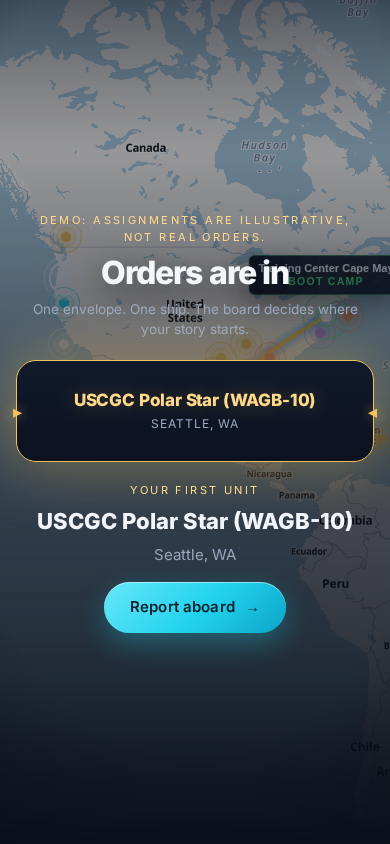 Bay
Canada
Hudson
Bay
DEMO: ASSIGNMENTS ARE ILLUSTRATIVE,
NOT REAL ORDERS.
Orders are in
Training Center Cape May
BOOT CAMP
United
States
One envelope. One ship. The board decides where
your story starts.
USCGC Polar Star (WAGB-10)
SEATTLE, WA
Nicaragua
Panama
YOUR FIRST UNIT
USCGC Polar Star (WAGB-10)
Seattle, WA
Ecuador
Peru
Report aboard →
Chile